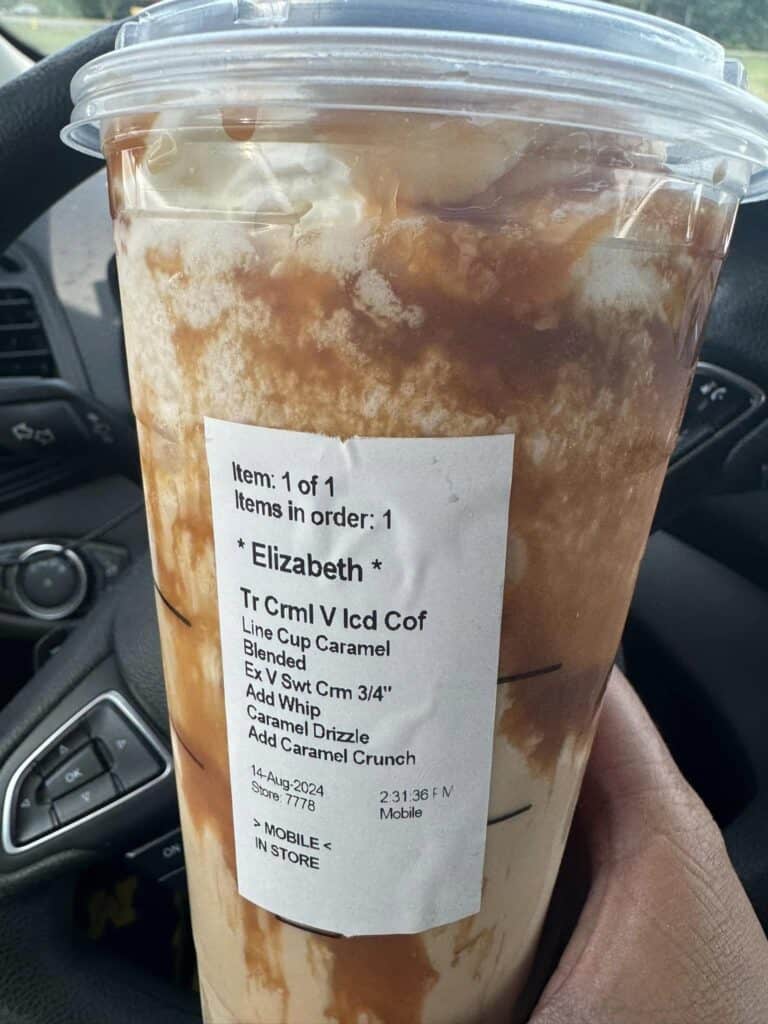 Item: 1 of 1
Items in order: 1
* Elizabeth *
Tr Crml V Icd Cof
Line Cup Caramel
Blended
Ex V Swt Crm 3/4"
Add Whip
Caramel Drizzle
Add Caramel Crunch
14-Aug-2024 2:31:36 PM
Store: 7778 Mobile
> MOBILE <
IN STORE
OK
ON